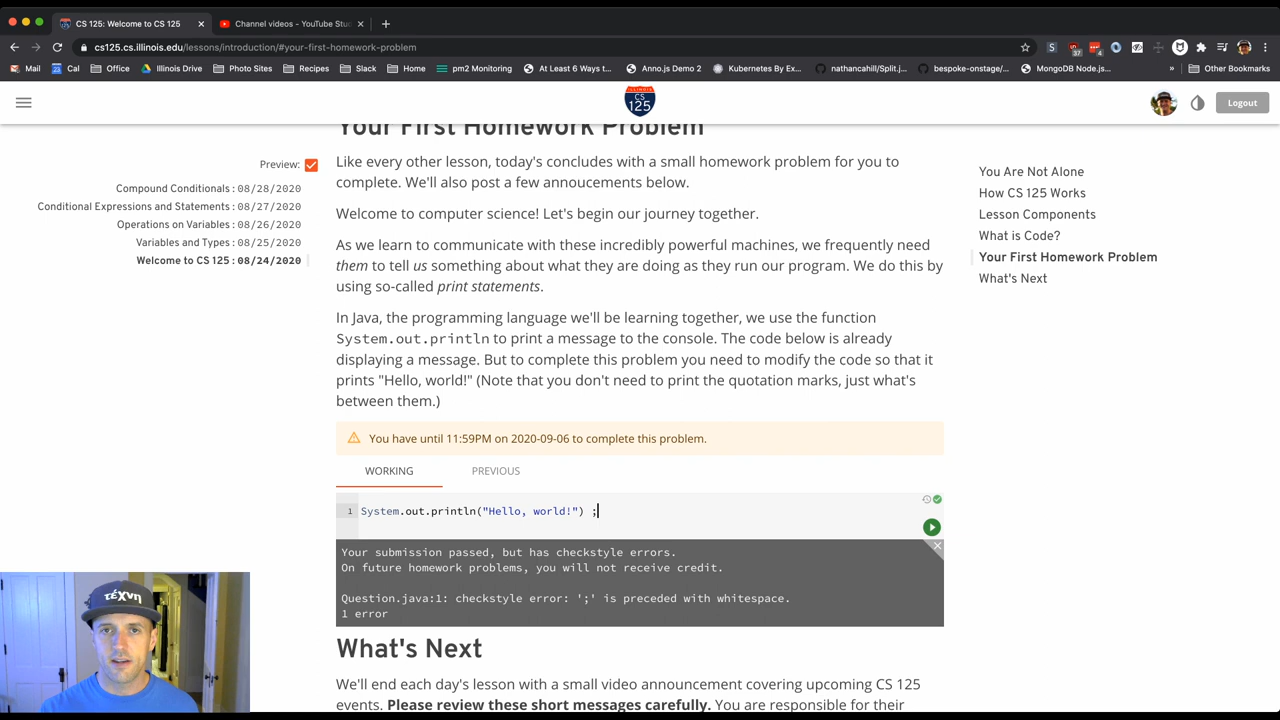 CS 125: Welcome to CS 125
Channel videos - YouTube Stu
cs125.cs.illinois.edu/lessons/introduction/#your-first-homework-problem
Mail Cal Office Illinois Drive Photo Sites Recipes Slack Home pm2 Monitoring At Least 6 Ways t... Anno.js Demo 2 Kubernetes By Ex... nathancahill/Split.j... bespoke-onstage/... MongoDB Node.js... » Other Bookmarks
ILLINOIS
CS
125
Logout
Your First Homework Problem
Preview:
Compound Conditionals : 08/28/2020
Conditional Expressions and Statements : 08/27/2020
Operations on Variables : 08/26/2020
Variables and Types : 08/25/2020
Welcome to CS 125 : 08/24/2020
Like every other lesson, today's concludes with a small homework problem for you to
complete. We'll also post a few annoucements below.
Welcome to computer science! Let's begin our journey together.
As we learn to communicate with these incredibly powerful machines, we frequently need
them to tell us something about what they are doing as they run our program. We do this by
using so-called print statements.
In Java, the programming language we'll be learning together, we use the function
System.out.println to print a message to the console. The code below is already
displaying a message. But to complete this problem you need to modify the code so that it
prints "Hello, world!" (Note that you don't need to print the quotation marks, just what's
between them.)
You have until 11:59PM on 2020-09-06 to complete this problem.
WORKING PREVIOUS
1 System.out.println("Hello, world!") ;
Your submission passed, but has checkstyle errors.
On future homework problems, you will not receive credit.
Question.java:1: checkstyle error: ';' is preceded with whitespace.
1 error
What's Next
We'll end each day's lesson with a small video announcement covering upcoming CS 125
events. Please review these short messages carefully. You are responsible for their
You Are Not Alone
How CS 125 Works
Lesson Components
What is Code?
Your First Homework Problem
What's Next
τέχνη